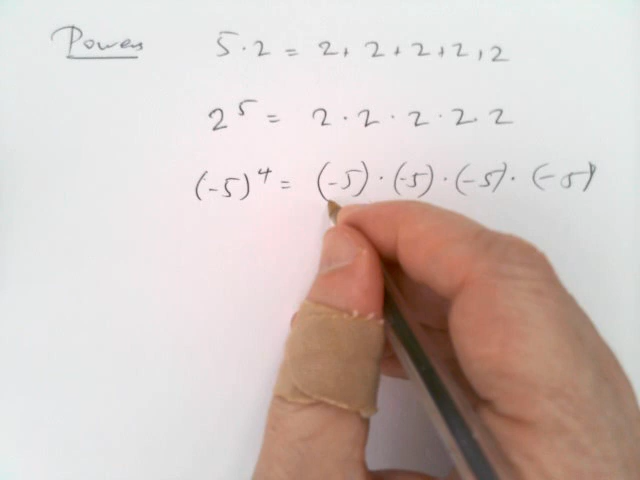 Powers 5 · 2 = 2 + 2 + 2 + 2 + 2
2⁵ = 2 · 2 · 2 · 2 · 2
(-5)⁴ = (-5) · (-5) · (-5) · (-5)